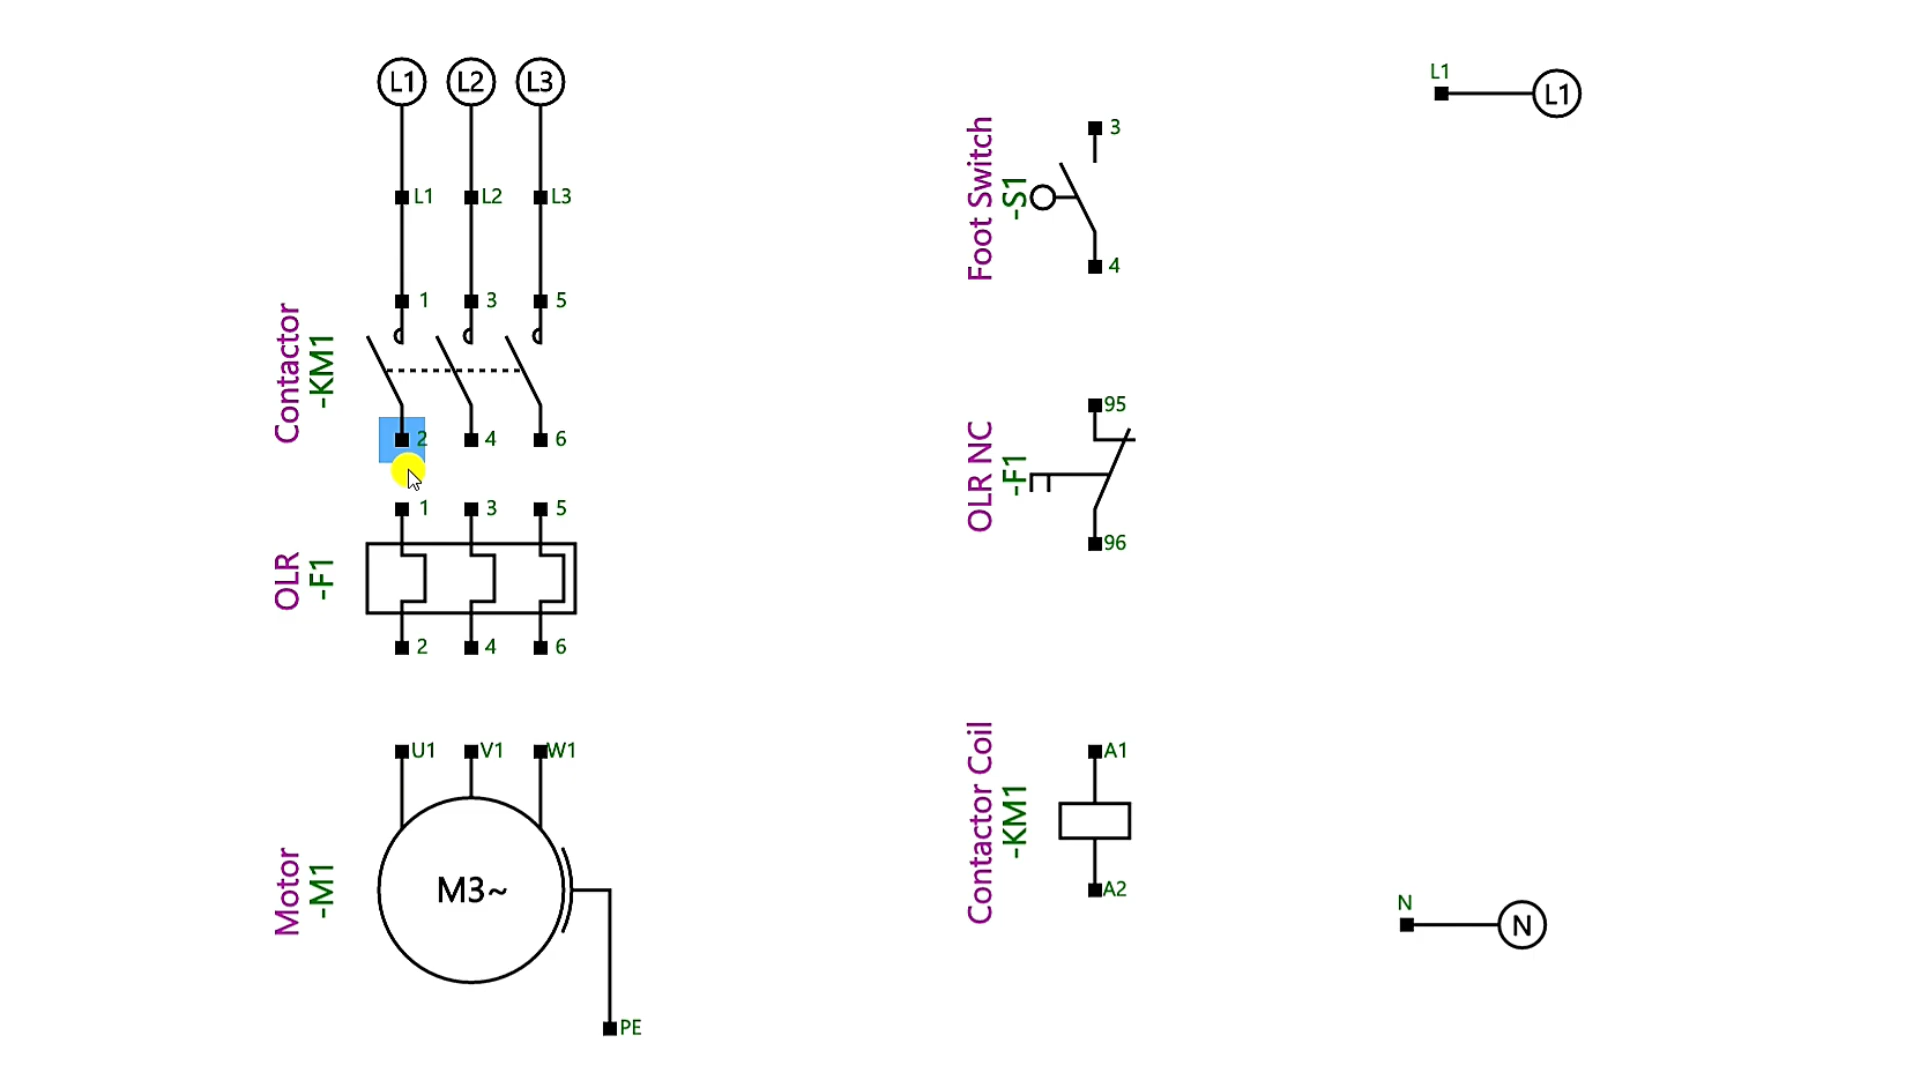 L1 L2 L3
L1 L2 L3
1 3 5
Contactor
-KM1
2 4 6
1 3 5
OLR
-F1
2 4 6
U1 V1 W1
Motor
-M1
M3~
PE
Foot Switch
-S1
3
4
OLR NC
-F1
95
96
Contactor Coil
-KM1
A1
A2
L1
L1
N
N